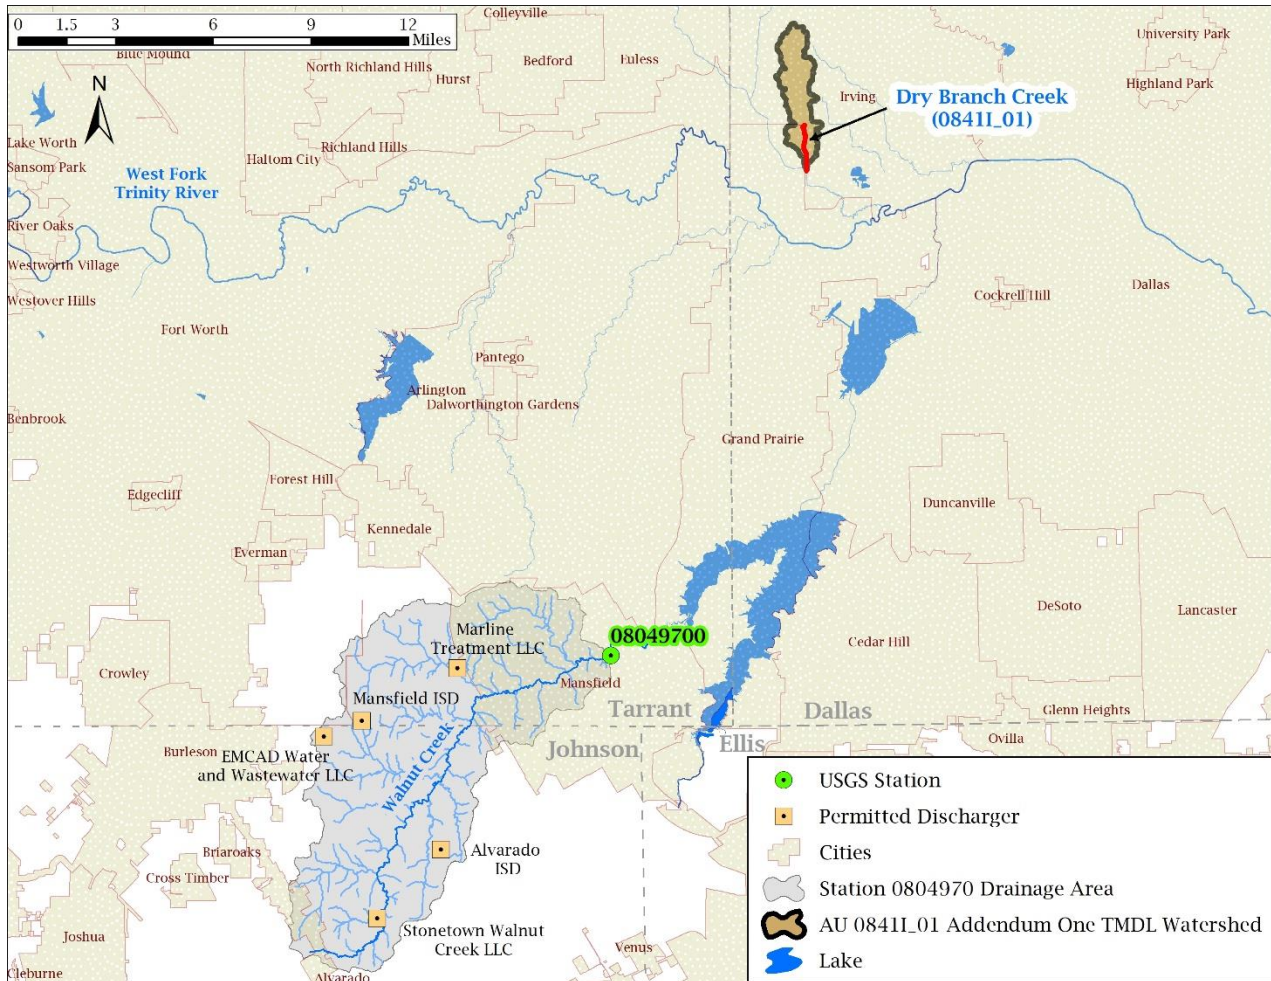 0 1.5 3 6 9 12
Miles
Colleyville
University Park
Blue Mound
North Richland Hills
Hurst
Bedford
Euless
Highland Park
N
Irving
Dry Branch Creek
(0841I_01)
Lake Worth
Sansom Park
Richland Hills
Haltom City
West Fork
Trinity River
River Oaks
Westworth Village
Westover Hills
Dallas
Cockrell Hill
Fort Worth
Pantego
Arlington
Dalworthington Gardens
Benbrook
Grand Prairie
Forest Hill
Edgecliff
Duncanville
Kennedale
Everman
DeSoto
Lancaster
Marline
Treatment LLC
08049700
Cedar Hill
Crowley
Mansfield
Mansfield ISD
Tarrant
Dallas
Glenn Heights
Burleson
EMCAD Water
and Wastewater LLC
Walnut Creek
Johnson
Ellis
Ovilla
Briaroaks
Cross Timber
Alvarado
ISD
Stonetown Walnut
Creek LLC
Joshua
Venus
Cleburne
Alvarado
USGS Station
Permitted Discharger
Cities
Station 0804970 Drainage Area
AU 0841I_01 Addendum One TMDL Watershed
Lake